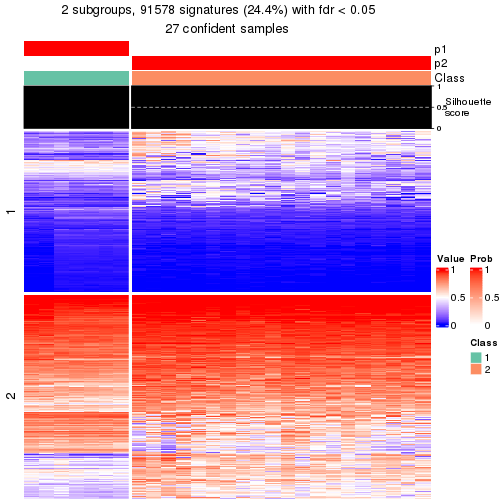 2 subgroups, 91578 signatures (24.4%) with fdr < 0.05
27 confident samples
p1
p2
Class
1
0.5
0
Silhouette
score
1
2
Value
1
0.5
0
Prob
1
0.5
0
Class
1
2